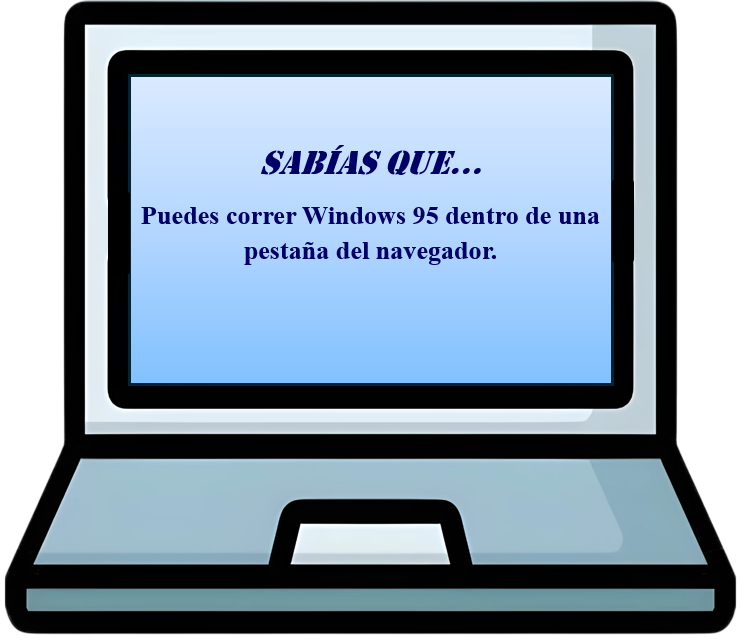 SABÍAS QUE...
Puedes correr Windows 95 dentro de una
pestaña del navegador.